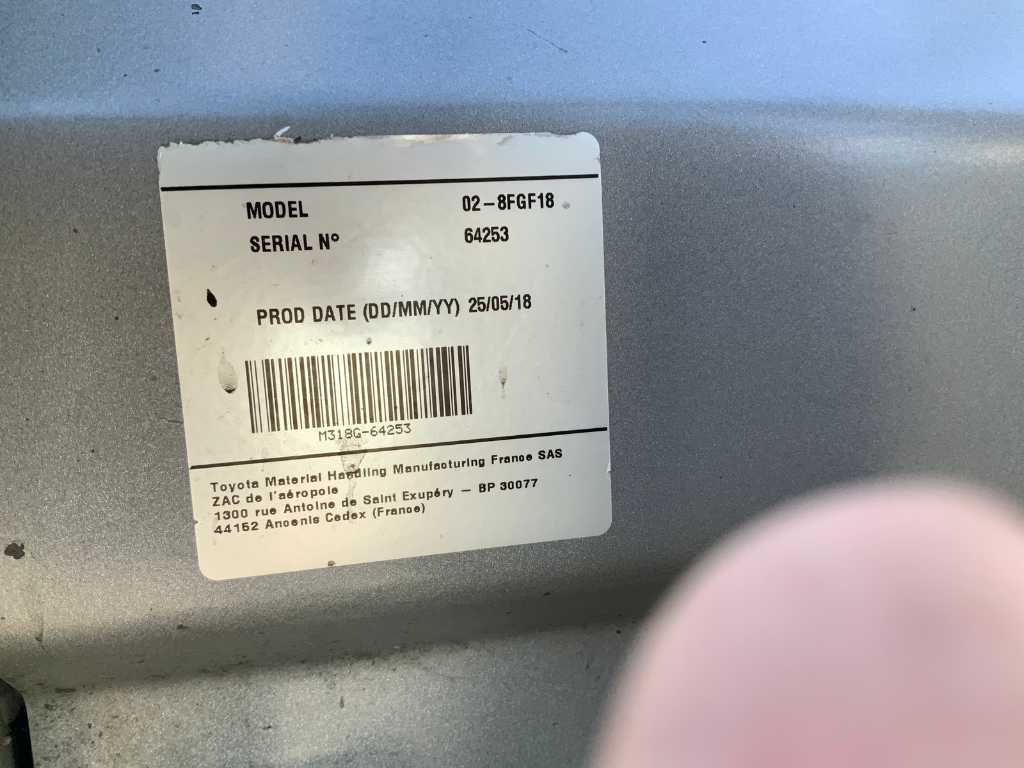 MODEL 02-8FGF18
SERIAL N° 64253
PROD DATE (DD/MM/YY) 25/05/18
M318G-64253
Toyota Material Handling Manufacturing France SAS
ZAC de l'aéropole
1300 rue Antoine de Saint Exupéry — BP 30077
44152 Ancenis Cedex (France)